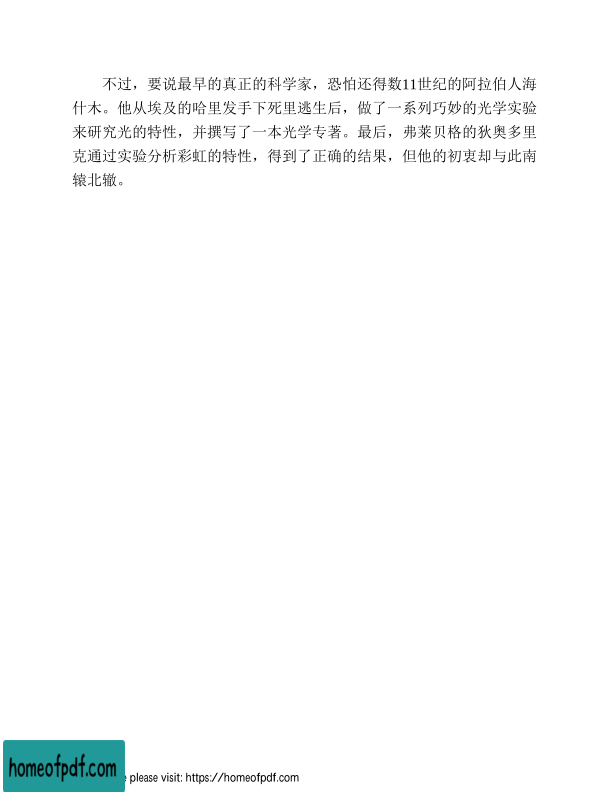 不过，要说最早的真正的科学家，恐怕还得数11世纪的阿拉伯人海
什木。他从埃及的哈里发手下死里逃生后，做了一系列巧妙的光学实验
来研究光的特性，并撰写了一本光学专著。最后，弗莱贝格的狄奥多里
克通过实验分析彩虹的特性，得到了正确的结果，但他的初衷却与此南
辕北辙。
homeofpdf.com
please visit: https://homeofpdf.com